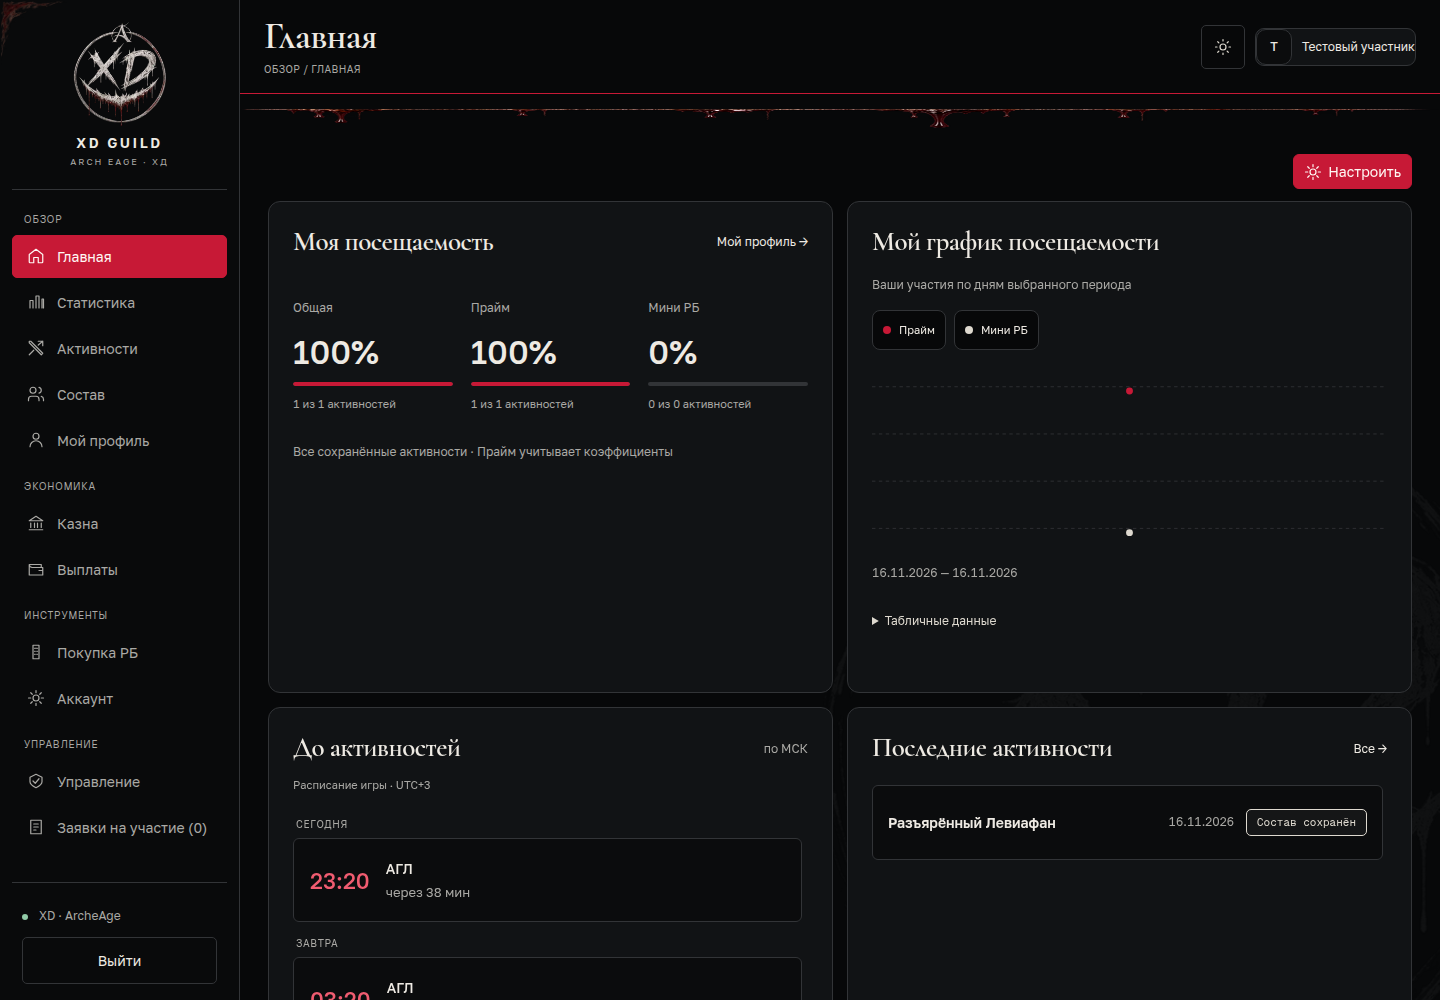 XD
XD GUILD
ARCH EAGE · ХД
ОБЗОР
Главная
Статистика
Активности
Состав
Мой профиль
ЭКОНОМИКА
Казна
Выплаты
ИНСТРУМЕНТЫ
Покупка РБ
Аккаунт
УПРАВЛЕНИЕ
Управление
Заявки на участие (0)
XD · ArcheAge
Выйти
Главная
ОБЗОР / ГЛАВНАЯ
Т Тестовый участник
Настроить
Моя посещаемость
Мой профиль →
Общая
100%
1 из 1 активностей
Прайм
100%
1 из 1 активностей
Мини РБ
0%
0 из 0 активностей
Все сохранённые активности · Прайм учитывает коэффициенты
Мой график посещаемости
Ваши участия по дням выбранного периода
Прайм
Мини РБ
16.11.2026 — 16.11.2026
Табличные данные
До активностей
по МСК
Расписание игры · UTC+3
СЕГОДНЯ
23:20
АГЛ
через 38 мин
ЗАВТРА
03:20
АГЛ
Последние активности
Все →
Разъярённый Левиафан
16.11.2026
Состав сохранён